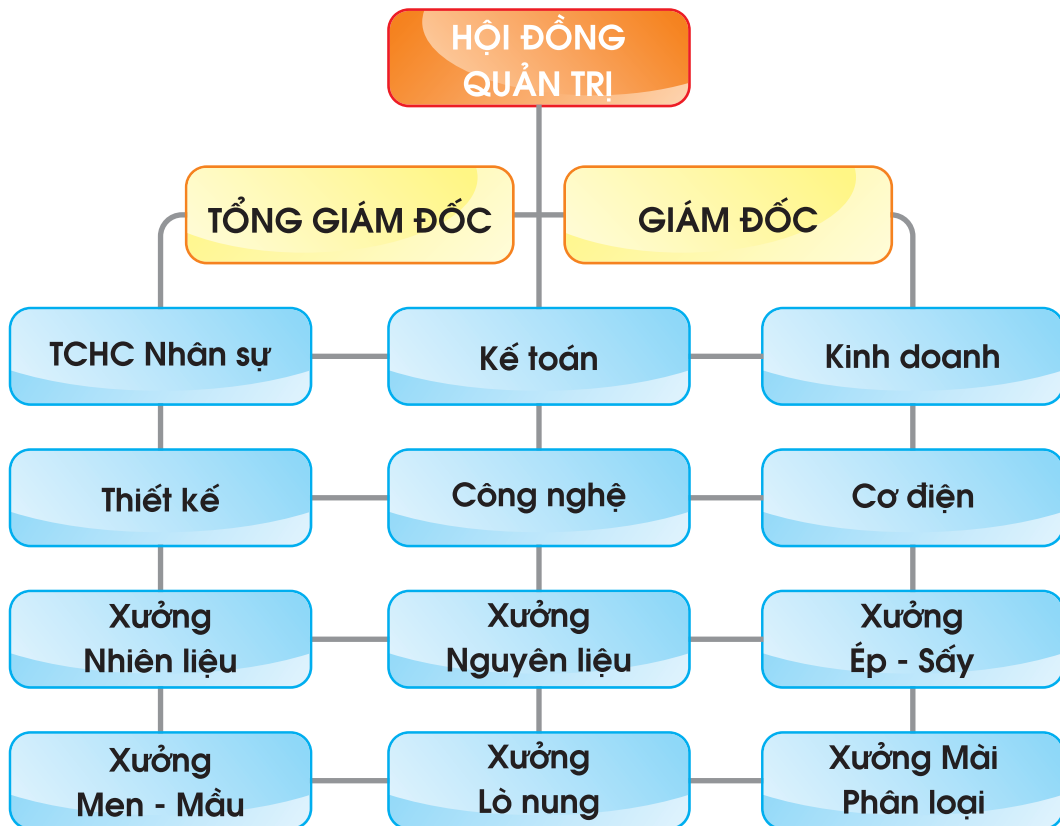 HỘI ĐỒNG
QUẢN TRỊ
TỔNG GIÁM ĐỐC
GIÁM ĐỐC
TCHC Nhân sự
Kế toán
Kinh doanh
Thiết kế
Công nghệ
Cơ điện
Xưởng
Nhiên liệu
Xưởng
Nguyên liệu
Xưởng
Ép - Sấy
Xưởng
Men - Mầu
Xưởng
Lò nung
Xưởng Mài
Phân loại